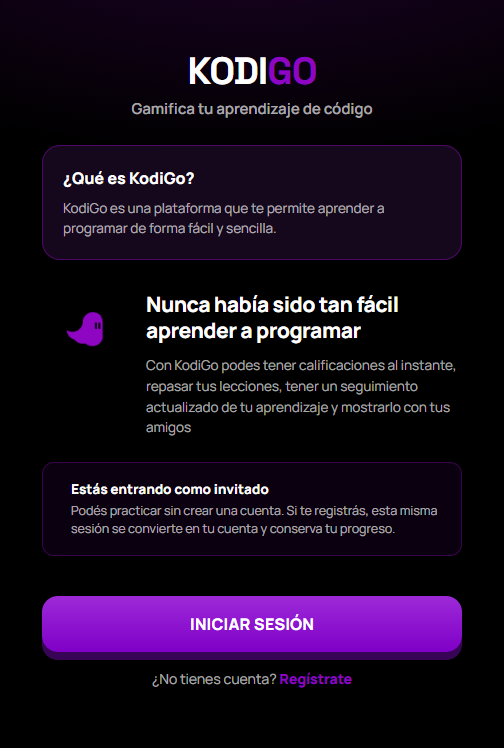 KODIGO
Gamifica tu aprendizaje de código
¿Qué es KodiGo?
KodiGo es una plataforma que te permite aprender a
programar de forma fácil y sencilla.
Nunca había sido tan fácil
aprender a programar
Con KodiGo podes tener calificaciones al instante,
repasar tus lecciones, tener un seguimiento
actualizado de tu aprendizaje y mostrarlo con tus
amigos
Estás entrando como invitado
Podés practicar sin crear una cuenta. Si te registrás, esta misma
sesión se convierte en tu cuenta y conserva tu progreso.
INICIAR SESIÓN
¿No tienes cuenta? Regístrate